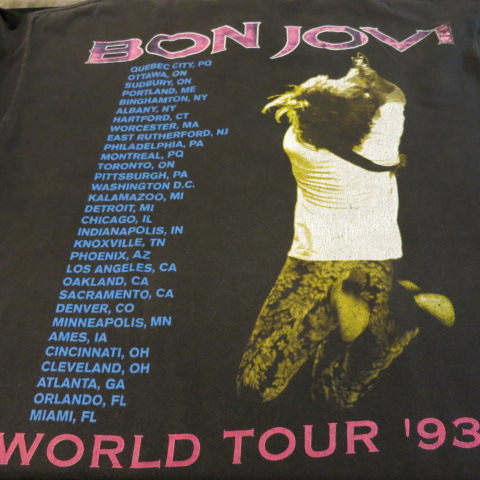 BON JOVI
QUEBEC CITY, PQ
OTTAWA, ON
SUDBURY, ON
PORTLAND, ME
BINGHAMTON, NY
ALBANY, NY
HARTFORD, CT
WORCESTER, MA
EAST RUTHERFORD, NJ
PHILADELPHIA, PA
MONTREAL, PQ
TORONTO, ON
PITTSBURGH, PA
WASHINGTON D.C.
KALAMAZOO, MI
DETROIT, MI
CHICAGO, IL
INDIANAPOLIS, IN
KNOXVILLE, TN
PHOENIX, AZ
LOS ANGELES, CA
OAKLAND, CA
SACRAMENTO, CA
DENVER, CO
MINNEAPOLIS, MN
AMES, IA
CINCINNATI, OH
CLEVELAND, OH
ATLANTA, GA
ORLANDO, FL
MIAMI, FL
WORLD TOUR '93